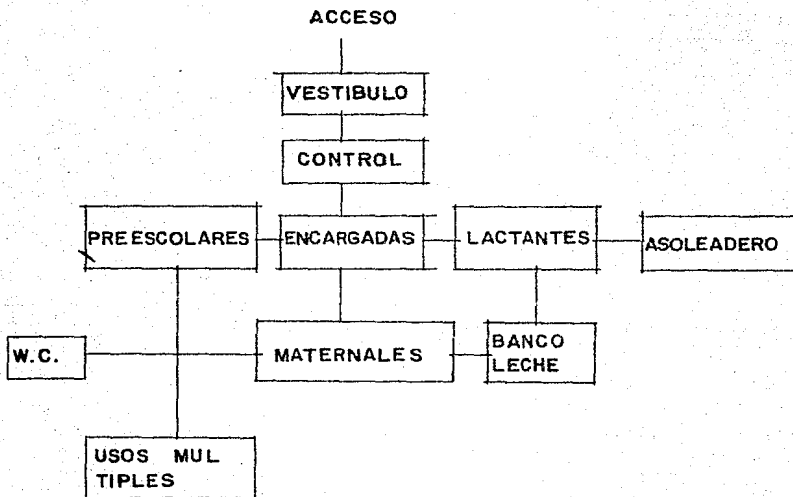 ACCESO
VESTIBULO
CONTROL
PREESCOLARES
ENCARGADAS
LACTANTES
ASOLEADERO
W.C.
MATERNALES
BANCO
LECHE
USOS MUL
TIPLES